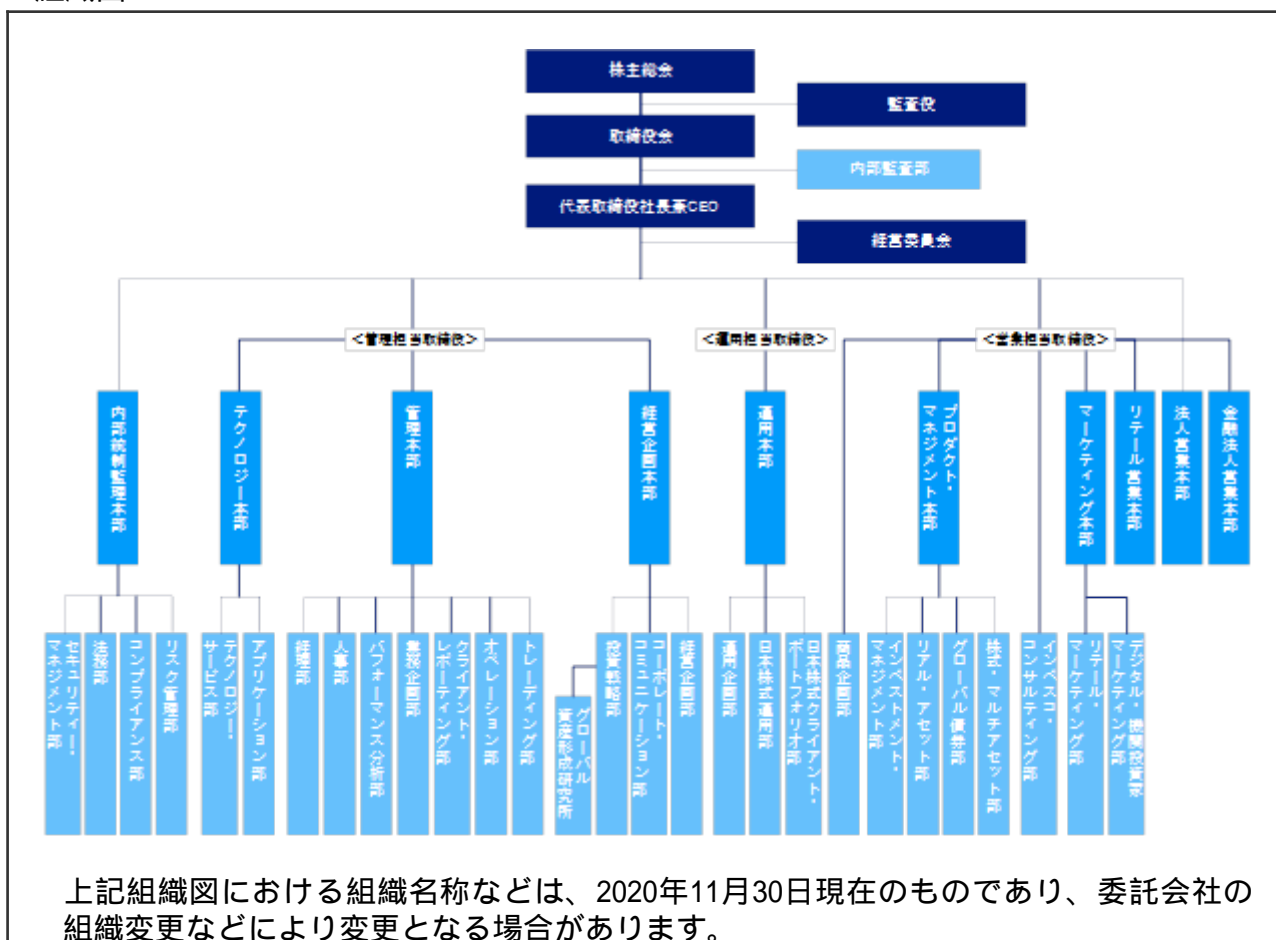 株主総会
監査役
取締役会
内部監査部
代表取締役社長兼CEO
経営委員会
<管理担当取締役>
<運用担当取締役>
<営業担当取締役>
内部統制監理本部
テクノロジー本部
管理本部
経営企画本部
運用本部
プロダクト・
マネジメント本部
マーケティング本部
リテール営業本部
法人営業本部
金融法人営業本部
セキュリティー・
マネジメント部
法務部
コンプライアンス部
リスク管理部
テクノロジー・
サービス部
アプリケーション部
経理部
人事部
パフォーマンス分析部
業務企画部
クライアント・
レポーティング部
オペレーション部
トレーディング部
グローバル
資産形成研究所
投資戦略部
コーポレート・
コミュニケーション部
経営企画部
運用企画部
日本株式運用部
日本株式クライアント・
ポートフォリオ部
商品企画部
インベストメント・
マネジメント部
リアル・アセット部
グローバル債券部
株式・マルチアセット部
インベスコ・
コンサルティング部
リテール・
マーケティング部
デジタル・機関投資家
マーケティング部
上記組織図における組織名称などは、2020年11月30日現在のものであり、委託会社の
組織変更などにより変更となる場合があります。